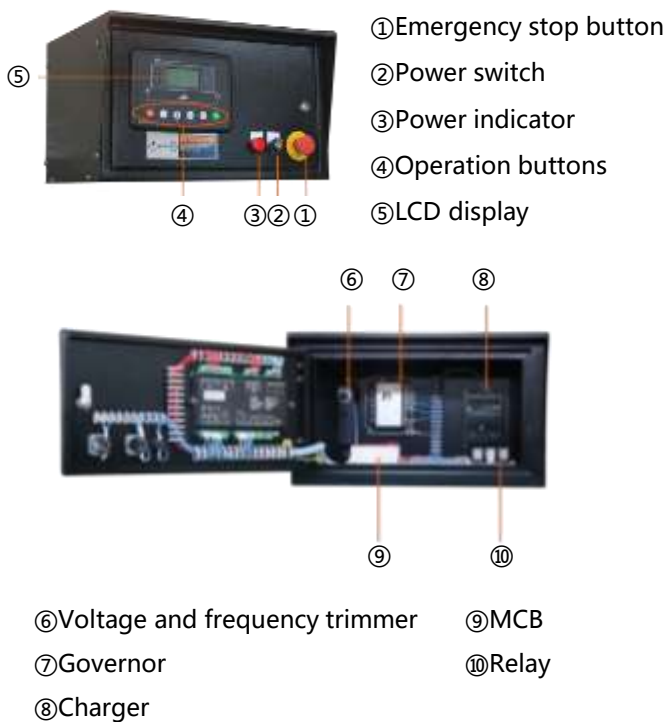 ①Emergency stop button
②Power switch
③Power indicator
④Operation buttons
⑤LCD display
⑤
④ ③②①
⑥ ⑦ ⑧
⑨ ⑩
⑥Voltage and frequency trimmer ⑨MCB
⑦Governor ⑩Relay
⑧Charger